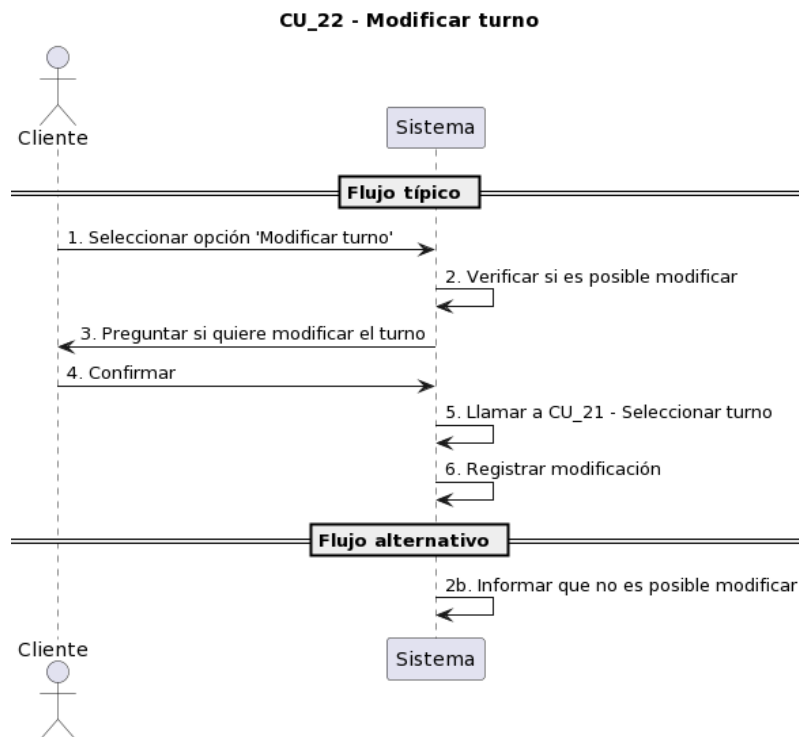 CU_22 - Modificar turno
Cliente
Sistema
Flujo típico
1. Seleccionar opción 'Modificar turno'
2. Verificar si es posible modificar
3. Preguntar si quiere modificar el turno
4. Confirmar
5. Llamar a CU_21 - Seleccionar turno
6. Registrar modificación
Flujo alternativo
2b. Informar que no es posible modificar
Cliente
Sistema